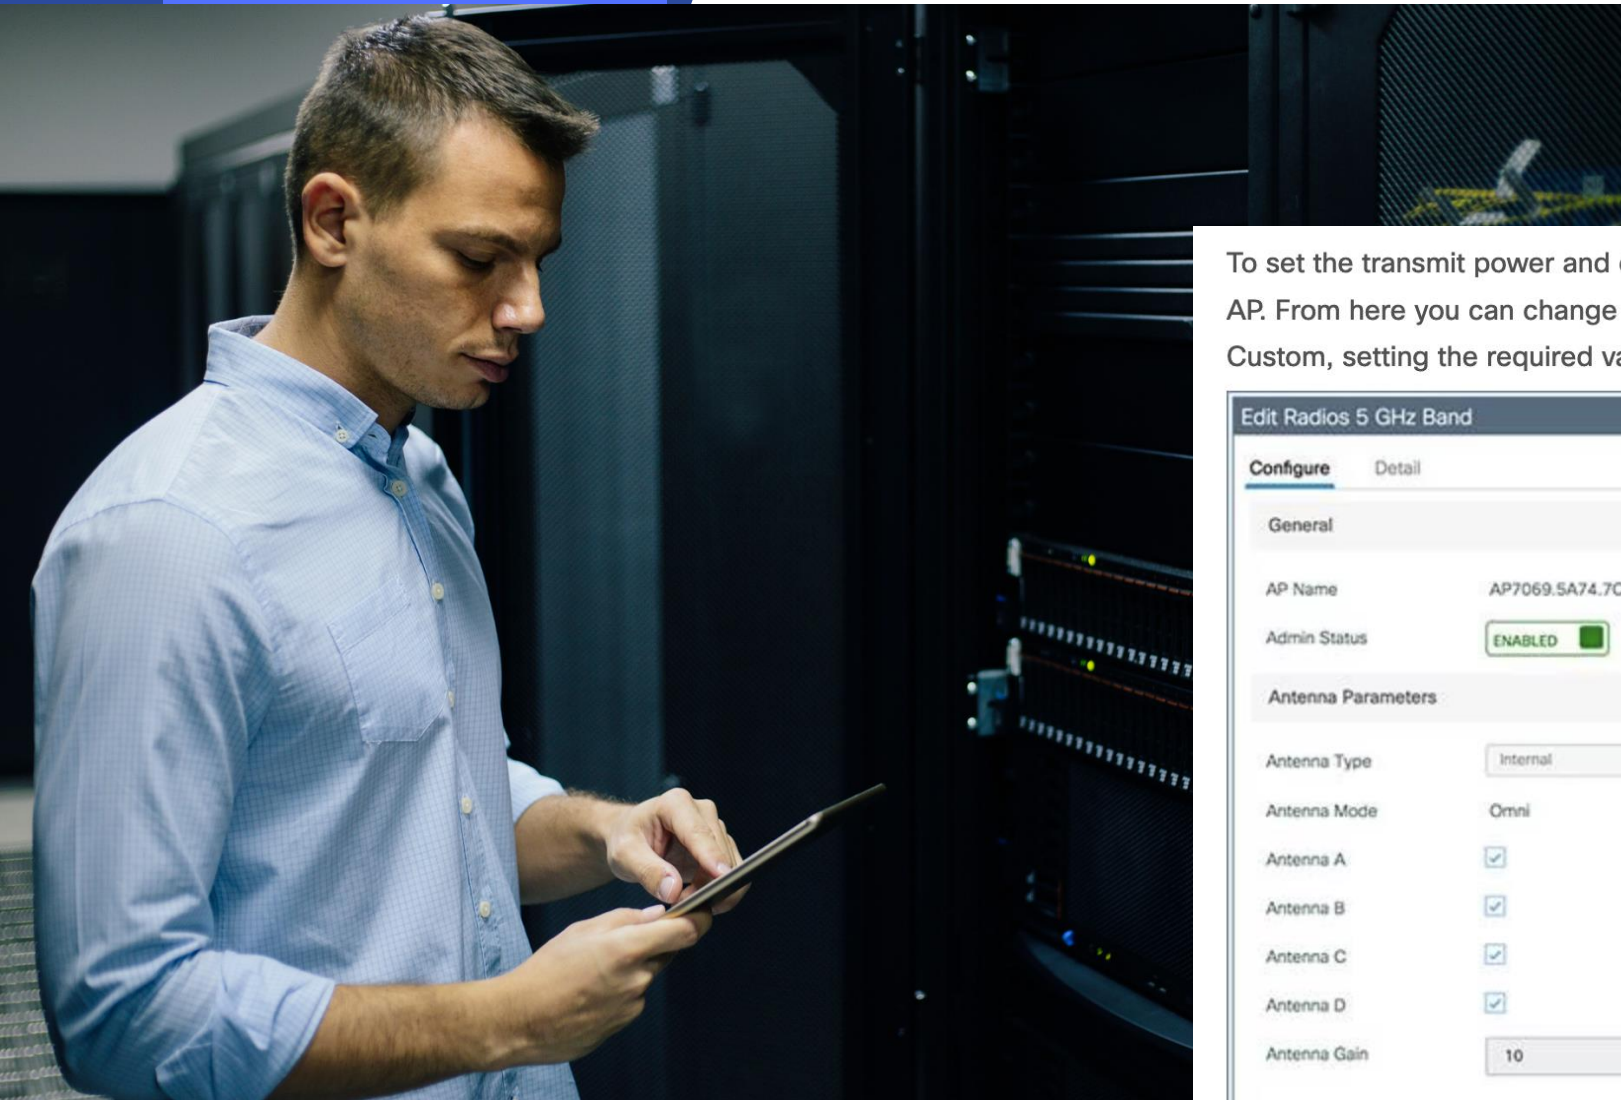 To set the transmit power and
AP. From here you can change
Custom, setting the required
Edit Radios 5 GHz Band
Configure Detail
General
AP Name AP7069.5A74.7C
Admin Status ENABLED
Antenna Parameters
Antenna Type Internal
Antenna Mode Omni
Antenna A
Antenna B
Antenna C
Antenna D
Antenna Gain 10